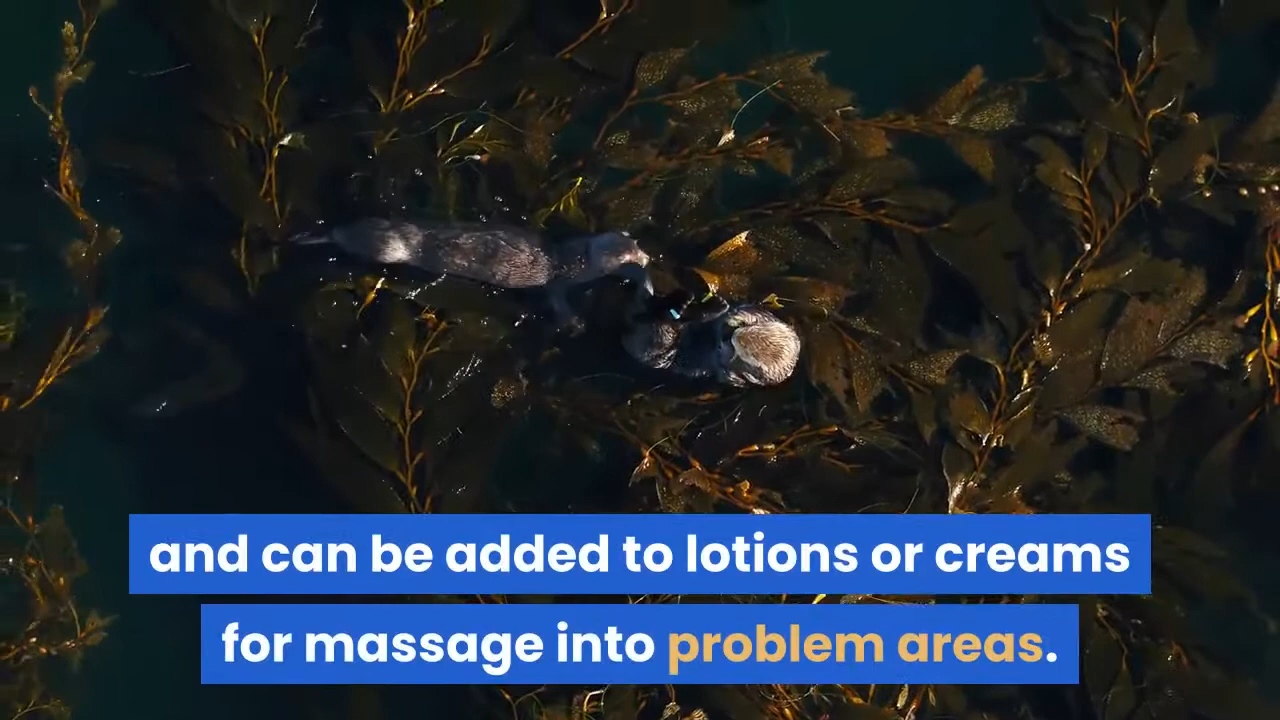 and can be added to lotions or creams
for massage into problem areas.